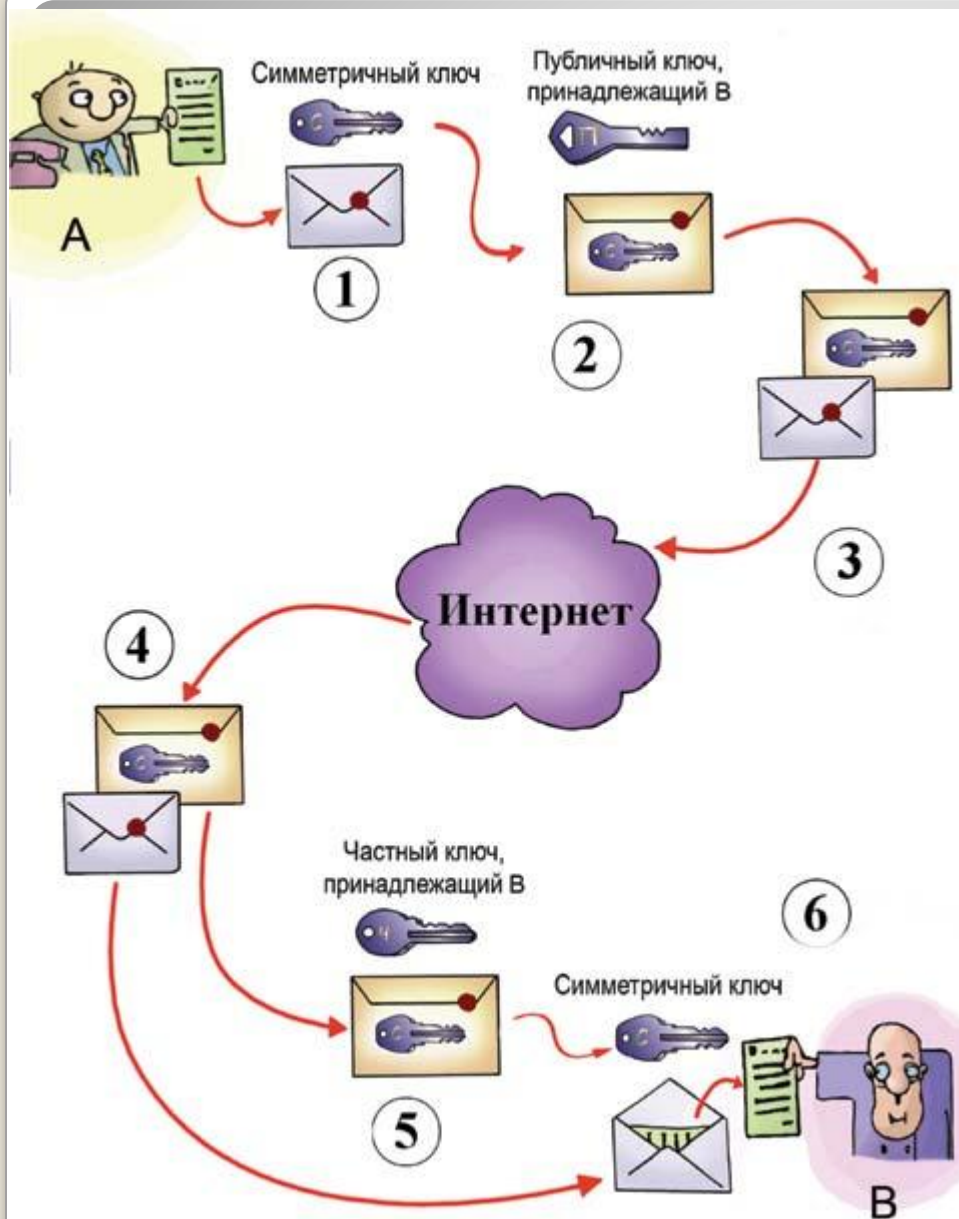 Симметричный ключ
Публичный ключ,
принадлежащий В
С
П
С
А
1
2
С
3
Интернет
4
С
Частный ключ,
принадлежащий В
Ч
6
Симметричный ключ
С
С
5
В